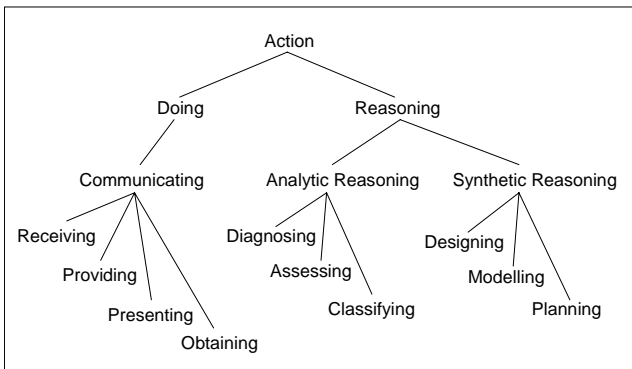 Action
Doing
Reasoning
Communicating
Analytic Reasoning
Synthetic Reasoning
Receiving
Providing
Presenting
Obtaining
Diagnosing
Assessing
Classifying
Designing
Modelling
Planning